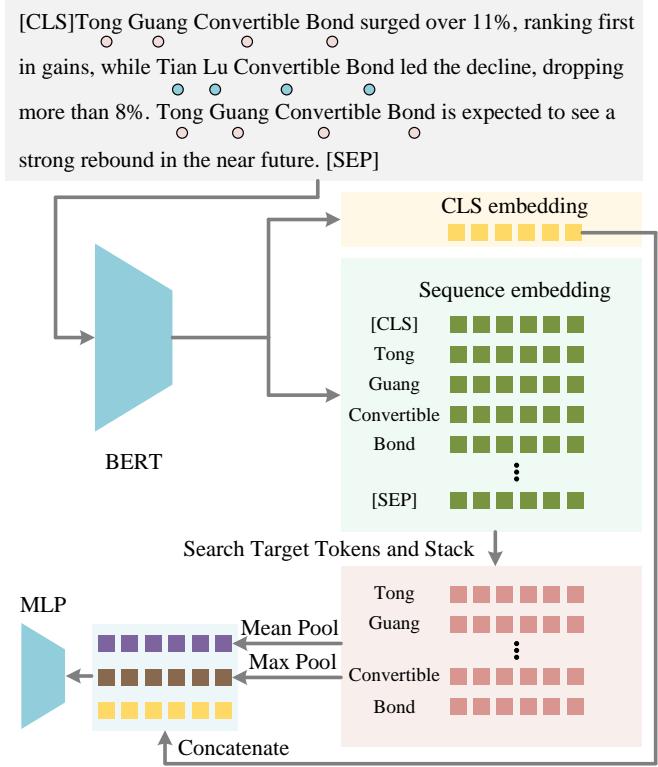 [CLS]Tong Guang Convertible Bond surged over 11%, ranking first
in gains, while Tian Lu Convertible Bond led the decline, dropping
more than 8%. Tong Guang Convertible Bond is expected to see a
strong rebound in the near future. [SEP]
CLS embedding
Sequence embedding
[CLS]
Tong
Guang
Convertible
Bond
[SEP]
BERT
Search Target Tokens and Stack
Tong
Guang
Convertible
Bond
Mean Pool
Max Pool
MLP
Concatenate